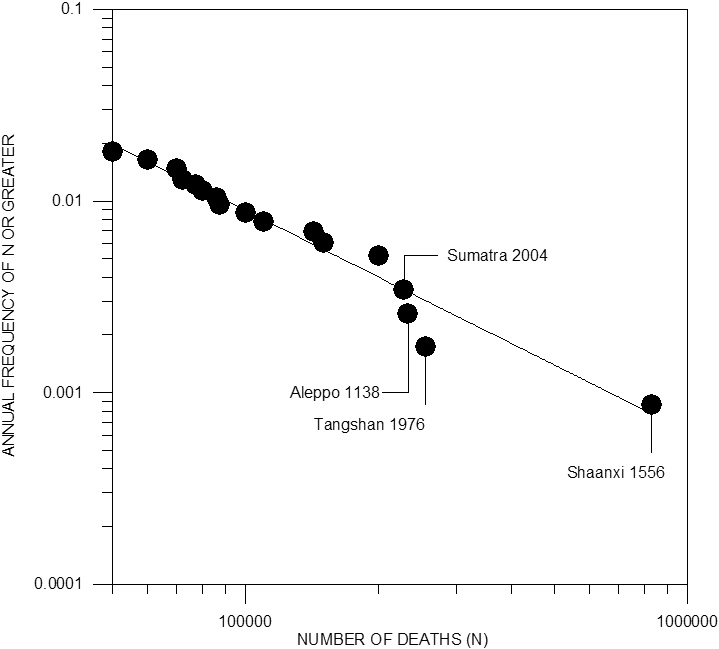 0.1
ANNUAL FREQUENCY OF N OR GREATER
0.01
Sumatra 2004
0.001
Aleppo 1138
Tangshan 1976
Shaanxi 1556
0.0001
100000
1000000
NUMBER OF DEATHS (N)